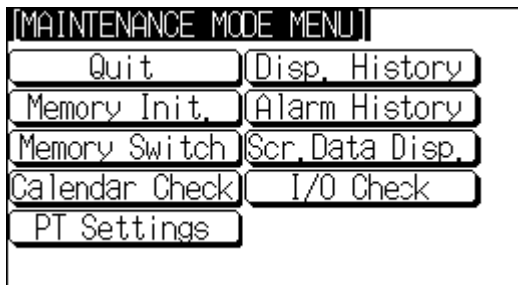 [MAINTENANCE MODE MENU]
Quit
Disp. History
Memory Init.
Alarm History
Memory Switch
Scr.Data Disp.
Calendar Check
I/O Check
PT Settings